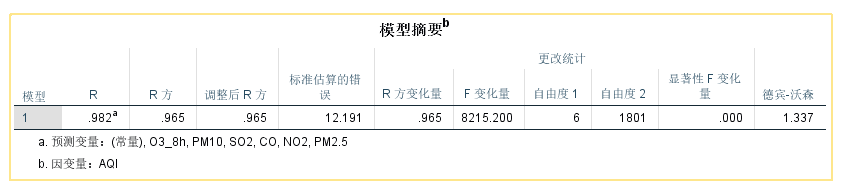 模型摘要b
更改统计
模型 R R 方 调整后 R 方 标准估算的错误 R 方变化量 F 变化量 自由度 1 自由度 2 显著性 F 变化量 德宾-沃森
1 .982a .965 .965 12.191 .965 8215.200 6 1801 .000 1.337
a. 预测变量：(常量), O3_8h, PM10, SO2, CO, NO2, PM2.5
b. 因变量：AQI